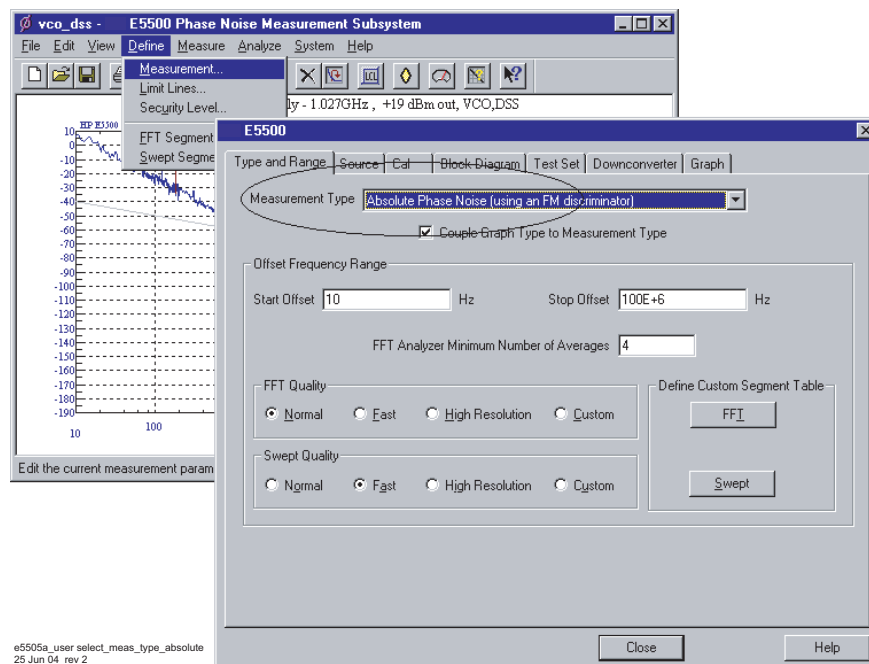 vco_dss - E5500 Phase Noise Measurement Subsystem
File Edit View Define Measure Analyze System Help
Measurement...
Limit Lines...
Security Level...
FFT Segment
Swept Segme
ly - 1.027GHz , +19 dBm out, VCO,DSS
HP E5500
10
0
-10
-20
-30
-40
-50
-60
-70
-80
-90
-100
-110
-120
-130
-140
-150
-160
-170
-180
-190
10 100
Edit the current measurement param
E5500
Type and Range Source Cal Block Diagram Test Set Downconverter Graph
Measurement Type Absolute Phase Noise (using an FM discriminator)
Couple Graph Type to Measurement Type
Offset Frequency Range
Start Offset 10 Hz Stop Offset 100E+6 Hz
FFT Analyzer Minimum Number of Averages 4
FFT Quality
Normal Fast High Resolution Custom
Define Custom Segment Table
FFT
Swept Quality
Normal Fast High Resolution Custom
Swept
Close Help
e5505a_user select_meas_type_absolute
25 Jun 04 rev 2